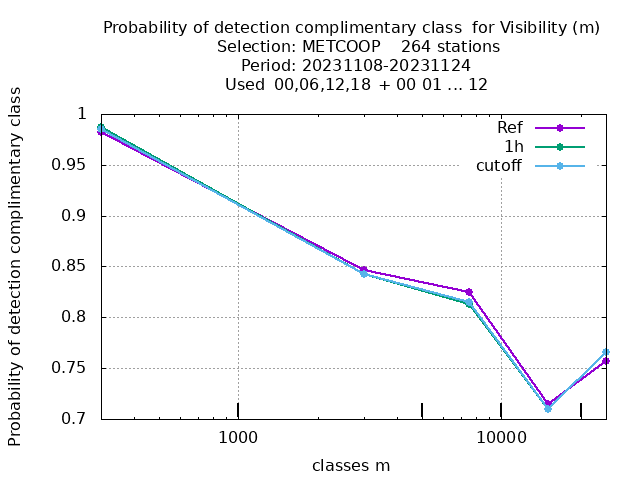 Probability of detection complimentary class  for Visibility (m)
Selection: METCOOP    264 stations
Period: 20231108-20231124
Used  00,06,12,18 + 00 01 ... 12
Probability of detection complimentary class
1
0.95
0.9
0.85
0.8
0.75
0.7
Ref
1h
cutoff
1000
10000
classes m